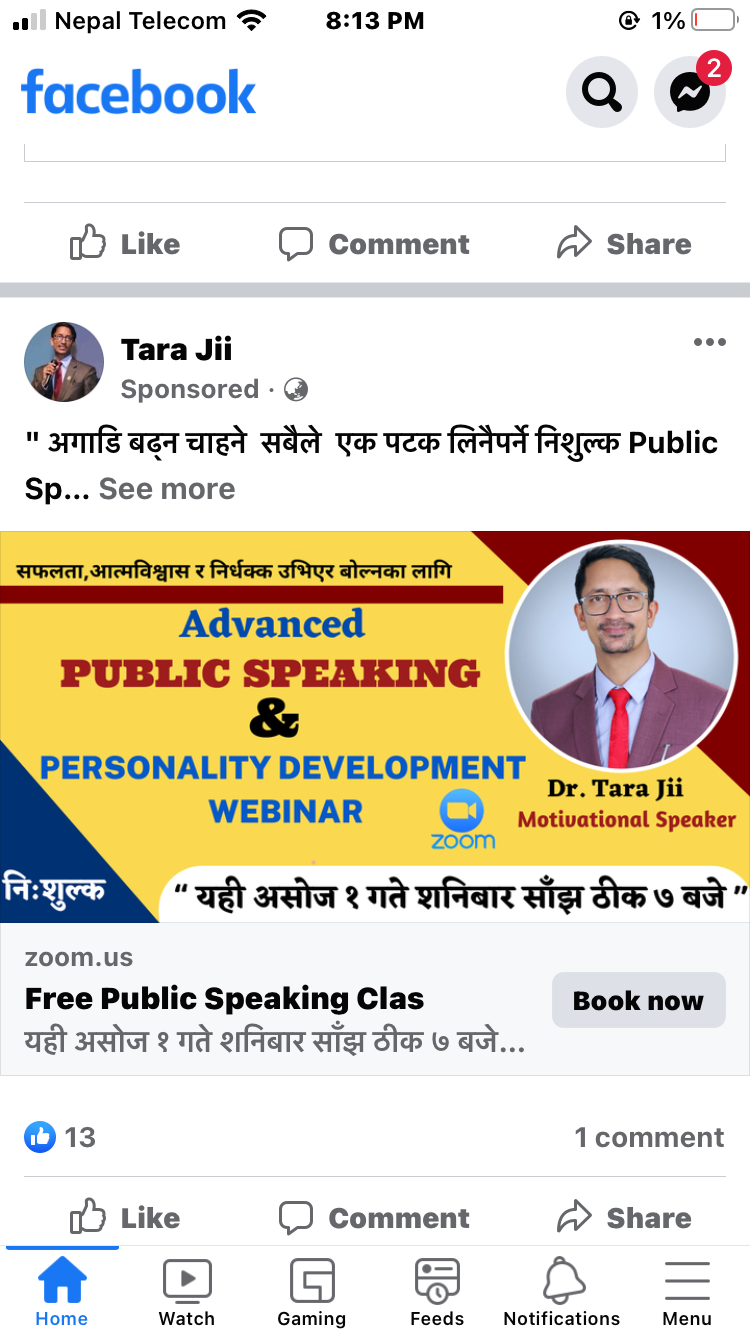 Nepal Telecom 8:13 PM 1%
facebook
2
Like Comment Share
Tara Jii
Sponsored ·
" अगाडि बढ्न चाहने सबैले एक पटक लिनैपर्ने निशुल्क Public
Sp... See more
सफलता,आत्मविश्वास र निर्धक्क उभिएर बोल्नका लागि
Advanced
PUBLIC SPEAKING
&
PERSONALITY DEVELOPMENT
WEBINAR
zoom
Dr. Tara Jii
Motivational Speaker
नि:शुल्क
“ यही असोज १ गते शनिबार साँझ ठीक ७ बजे ”
zoom.us
Free Public Speaking Clas
यही असोज १ गते शनिबार साँझ ठीक ७ बजे...
Book now
13 1 comment
Like Comment Share
Home Watch Gaming Feeds Notifications Menu